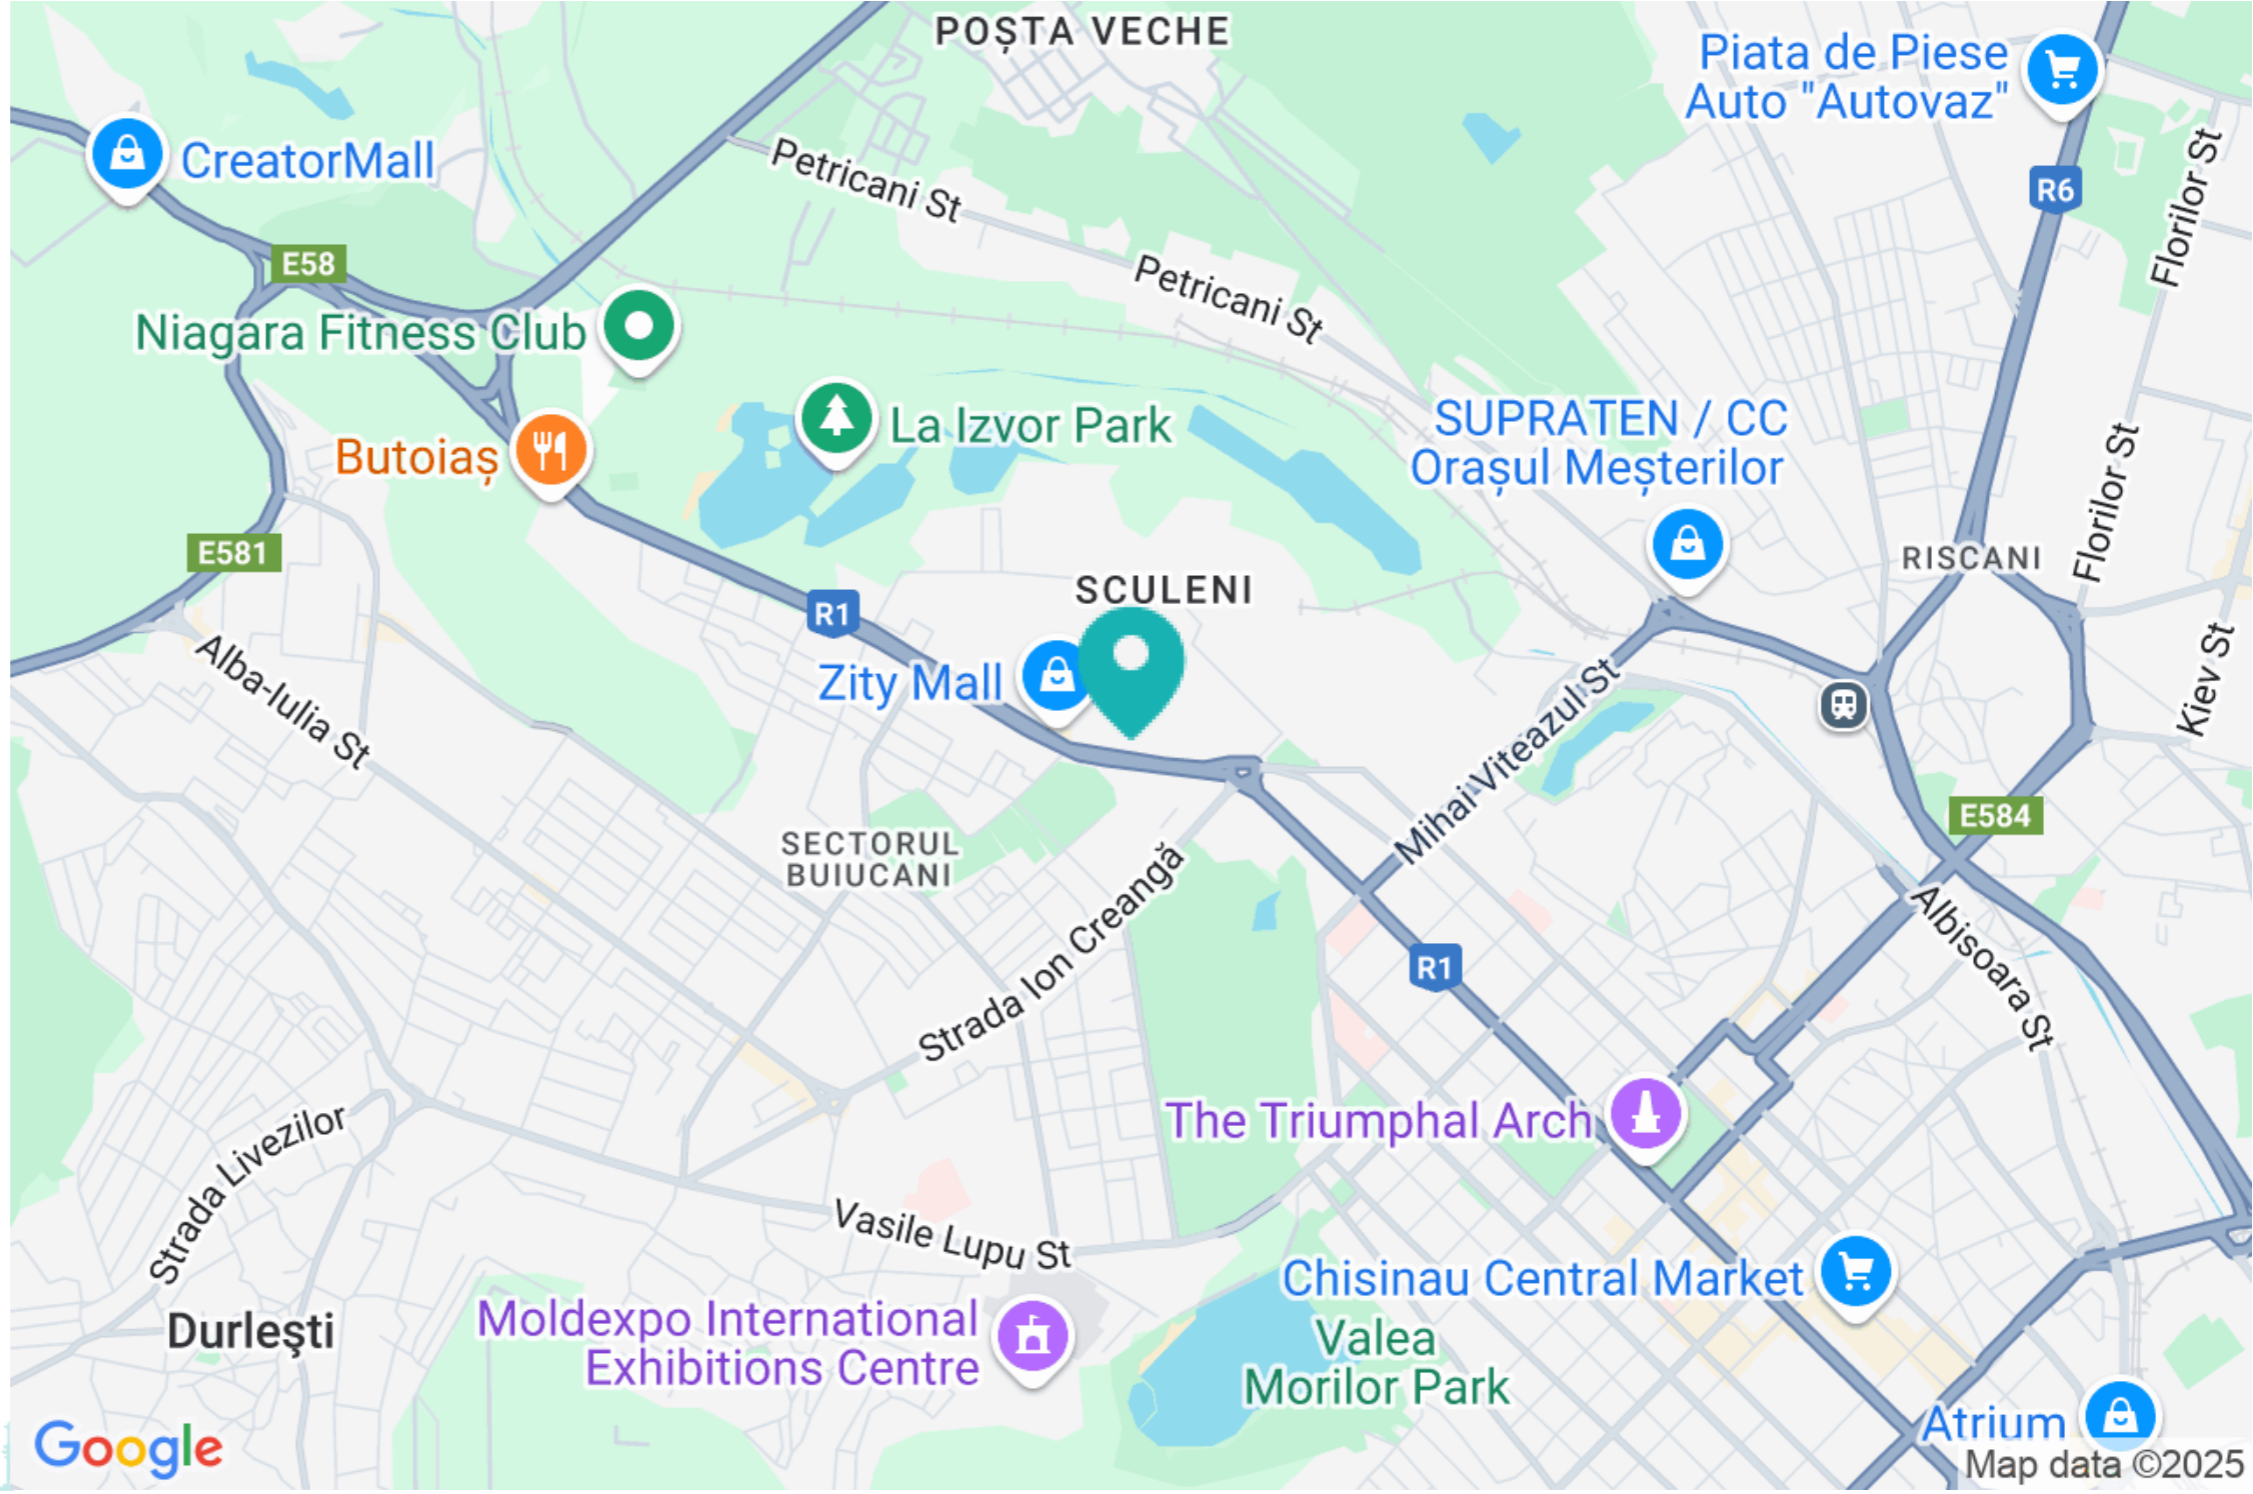 POȘTA VECHE
Piata de Piese
Auto "Autovaz"
CreatorMall
Petricani St
R6
Florilor St
E58
Petricani St
Niagara Fitness Club
La Izvor Park
SUPRATEN / CC
Orașul Meșterilor
Butoiaș
Florilor St
E581
RISCANI
SCULENI
R1
Alba-Iulia St
Zity Mall
Mihai Viteazul St
Kiev St
E584
SECTORUL
BUIUCANI
Strada Ion Creangă
Albisoara St
R1
The Triumphal Arch
Strada Livezilor
Vasile Lupu St
Chisinau Central Market
Durleşti
Moldexpo International
Exhibitions Centre
Valea
Morilor Park
Atrium
Google
Map data ©2025